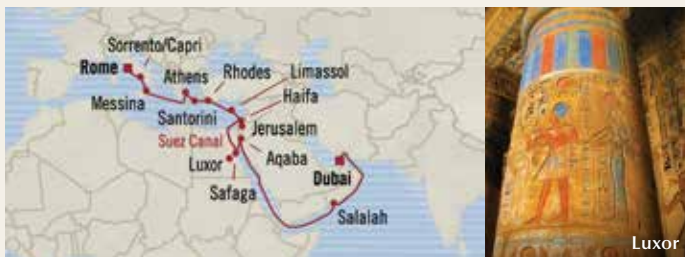 Sorrento/Capri
Rome
Athens
Rhodes
Limassol
Haifa
Messina
Santorini
Jerusalem
Suez Canal
Aqaba
Luxor
Dubai
Safaga
Salalah
Luxor